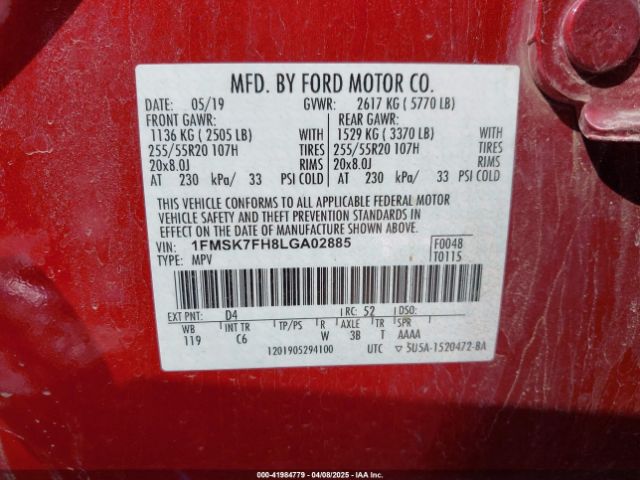 MFD. BY FORD MOTOR CO.
DATE: 05/19 GVWR: 2617 KG ( 5770 LB)
FRONT GAWR: REAR GAWR:
1136 KG ( 2505 LB) WITH 1529 KG ( 3370 LB) WITH
255/55R20 107H TIRES 255/55R20 107H TIRES
20x8.0J RIMS 20x8.0J RIMS
AT 230 kPa/ 33 PSI COLD AT 230 kPa/ 33 PSI COLD
THIS VEHICLE CONFORMS TO ALL APPLICABLE FEDERAL MOTOR
VEHICLE SAFETY AND THEFT PREVENTION STANDARDS IN
EFFECT ON THE DATE OF MANUFACTURE SHOWN ABOVE.
VIN: 1FMSK7FH8LGA02885 F0048
TYPE: MPV T0115
EXT PNT: D4 RC: 52 DSO:
WB INT TR TP/PS R AXLE TR SPR
119 C6 W 3B T AAAA
1201905294100 UTC ▽ 5U5A-1520472-BA
000-41984779 - 04/08/2025 - IAAI, Inc.